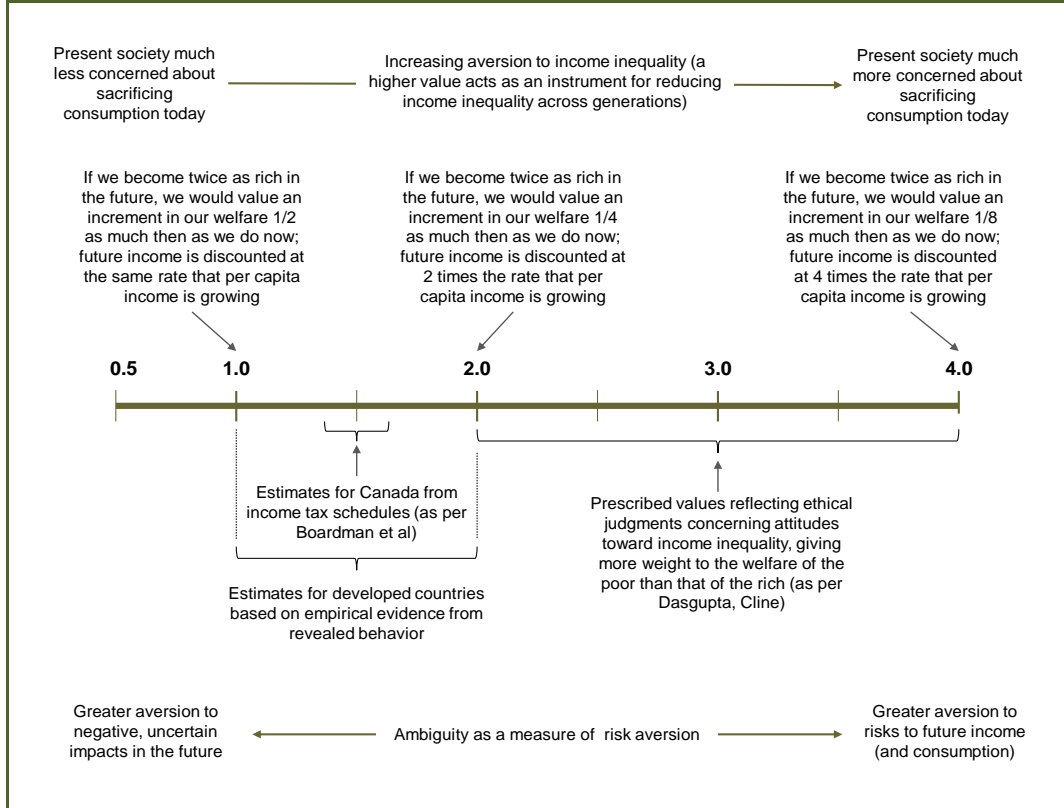 Present society much
less concerned about
sacrificing
consumption today
Increasing aversion to income inequality (a
higher value acts as an instrument for reducing
income inequality across generations)
Present society much
more concerned about
sacrificing
consumption today
If we become twice as rich in
the future, we would value an
increment in our welfare 1/2
as much then as we do now;
future income is discounted at
the same rate that per capita
income is growing
If we become twice as rich in
the future, we would value an
increment in our welfare 1/4
as much then as we do now;
future income is discounted at
2 times the rate that per
capita income is growing
If we become twice as rich in
the future, we would value an
increment in our welfare 1/8
as much then as we do now;
future income is discounted
at 4 times the rate that per
capita income is growing
0.5 1.0 2.0 3.0 4.0
Estimates for Canada from
income tax schedules (as per
Boardman et al)
Estimates for developed countries
based on empirical evidence from
revealed behavior
Prescribed values reflecting ethical
judgments concerning attitudes
toward income inequality, giving
more weight to the welfare of the
poor than that of the rich (as per
Dasgupta, Cline)
Greater aversion to
negative, uncertain
impacts in the future
Ambiguity as a measure of risk aversion
Greater aversion to
risks to future income
(and consumption)